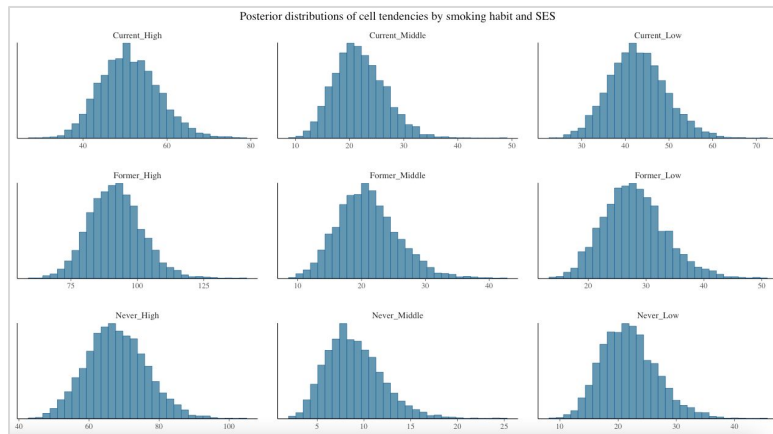 Posterior distributions of cell tendencies by smoking habit and SES
Current_High Current_Middle Current_Low
40 60 80 10 20 30 40 50 30 40 50 60 70
Former_High Former_Middle Former_Low
75 100 125 10 20 30 40 20 30 40 50
Never_High Never_Middle Never_Low
40 60 80 100 5 10 15 20 25 10 20 30 40